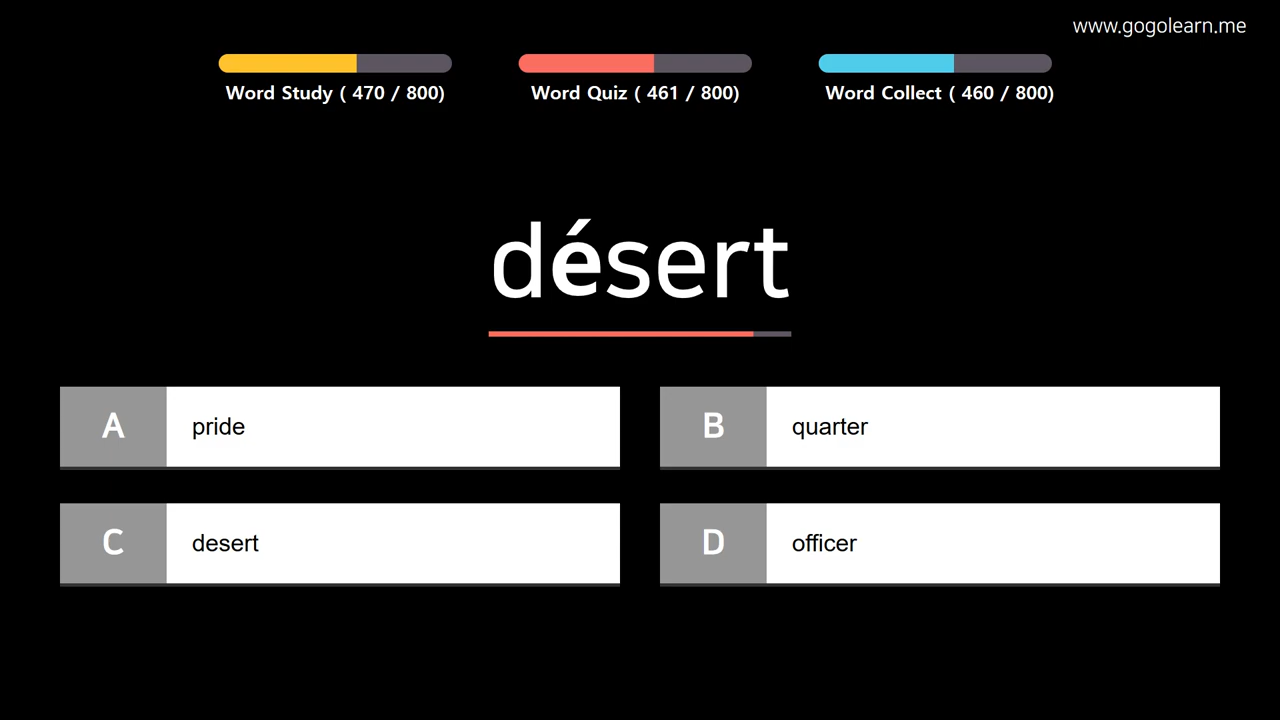 www.gogolearn.me
Word Study ( 470 / 800)
Word Quiz ( 461 / 800)
Word Collect ( 460 / 800)
désert
A pride
B quarter
C desert
D officer